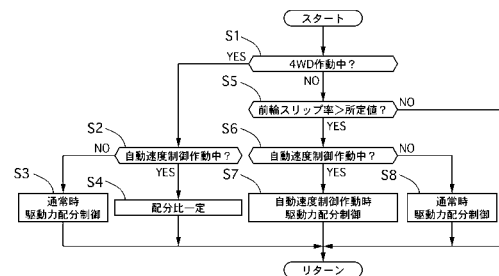 スタート
S1
4WD作動中？
YES
NO
S5
前輪スリップ率＞所定値？
NO
YES
S2
自動速度制御作動中？
NO
YES
S6
自動速度制御作動中？
NO
YES
S3
通常時
駆動力配分制御
S4
配分比一定
S7
自動速度制御作動時
駆動力配分制御
S8
通常時
駆動力配分制御
リターン